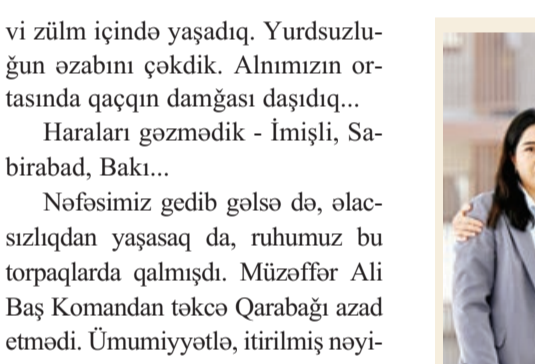 vi zülm içində yaşadıq. Yurdsuzlu-
ğun əzabını çəkdik. Alnımızın or-
tasında qaçqın damğası daşıdıq...
Haraları gəzmədik - İmişli, Sa-
birabad, Bakı...
Nəfəsimiz gedib gəlsə də, əlac-
sızlıqdan yaşasaq da, ruhumuz bu
torpaqlarda qalmışdı. Müzəffər Ali
Baş Komandan təkcə Qarabağı azad
etmədi. Ümumiyyətlə, itirilmiş nəyi-